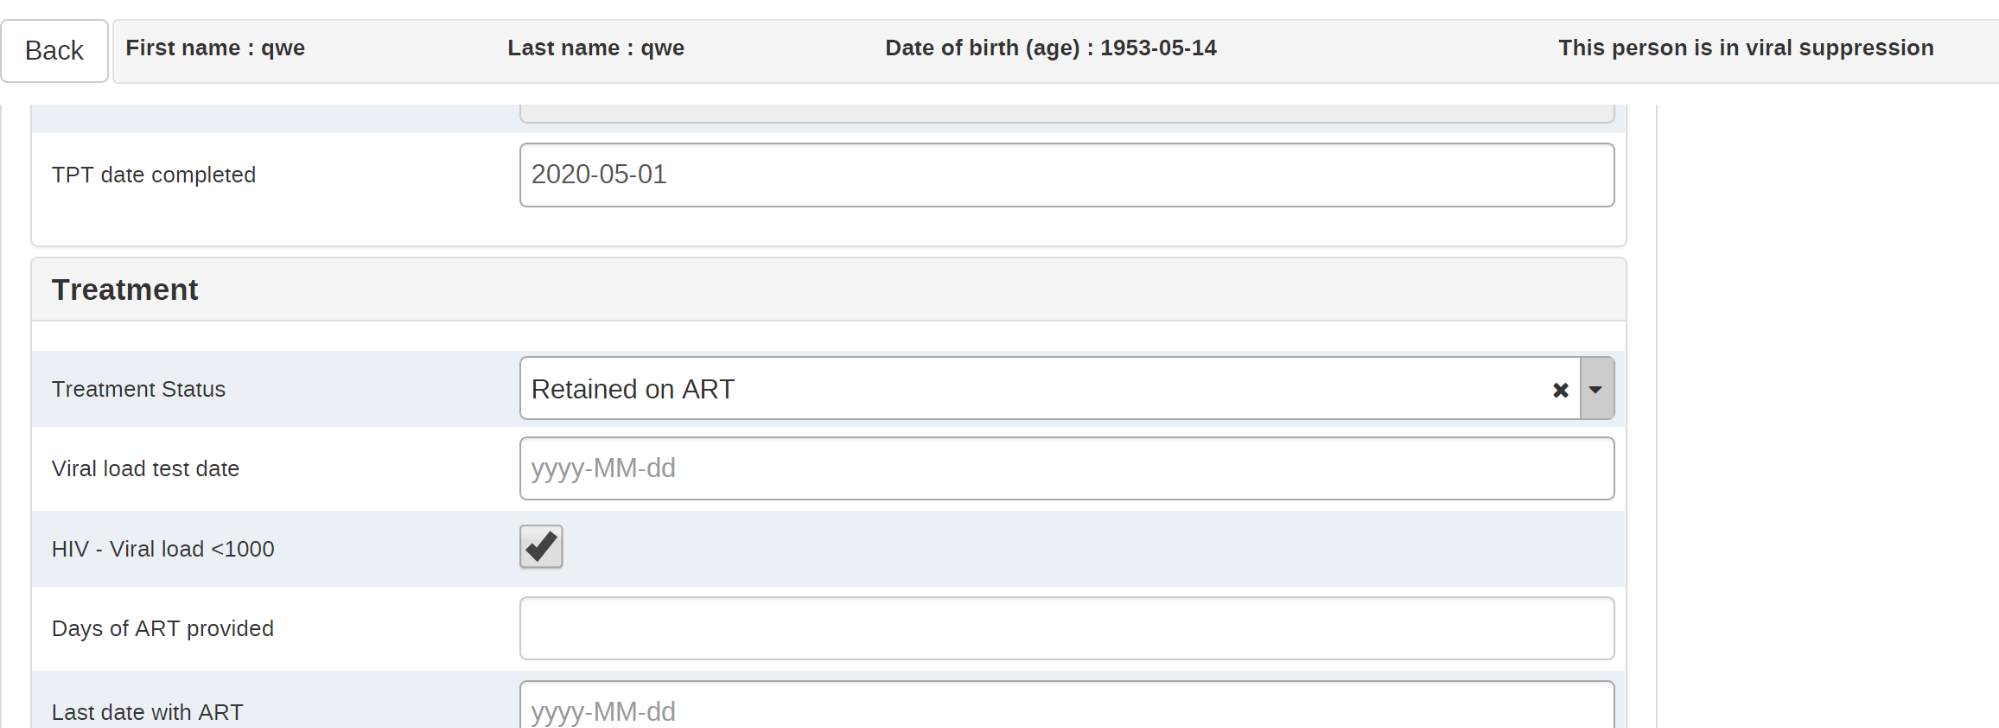 Back
First name : qwe
Last name : qwe
Date of birth (age) : 1953-05-14
This person is in viral suppression
TPT date completed
2020-05-01
Treatment
Treatment Status
Retained on ART
Viral load test date
yyyy-MM-dd
HIV - Viral load <1000
Days of ART provided
Last date with ART
yyyy-MM-dd